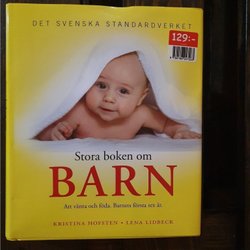 DET SVENSKA STANDARDVERKET
129:-
Stora boken om
BARN
Att vänta och föda. Barnets första sex år.
KRISTINA HOFSTEN • LENA LIDBECK